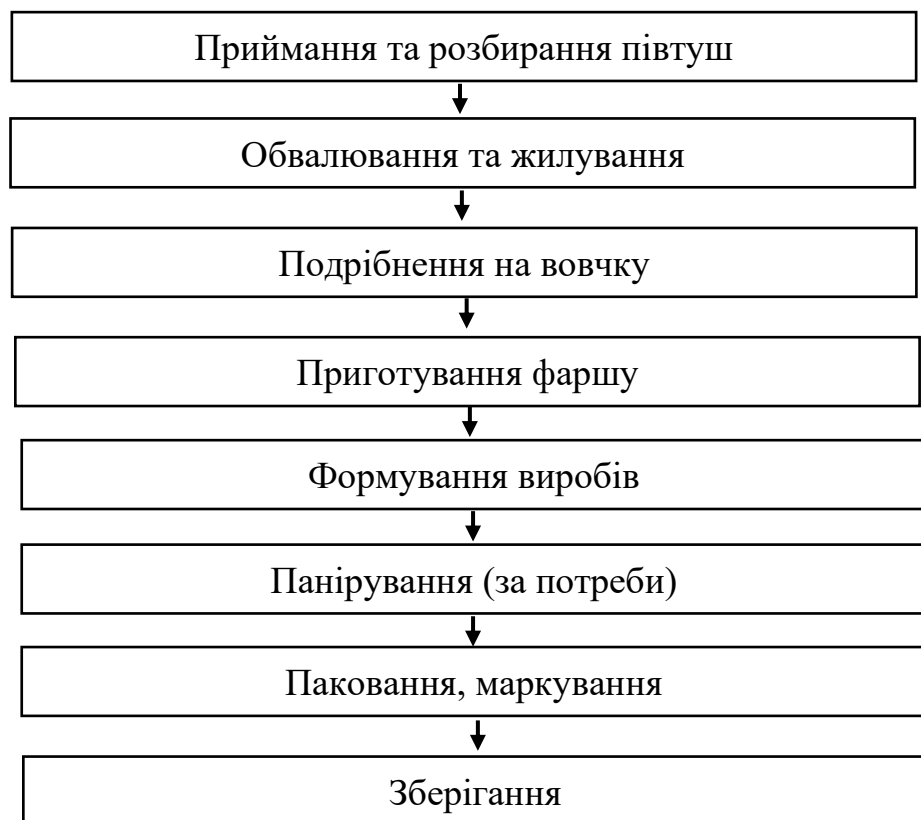 Приймання та розбирання півтуш
Обвалювання та жилування
Подрібнення на вовчку
Приготування фаршу
Формування виробів
Панірування (за потреби)
Паковання, маркування
Зберігання